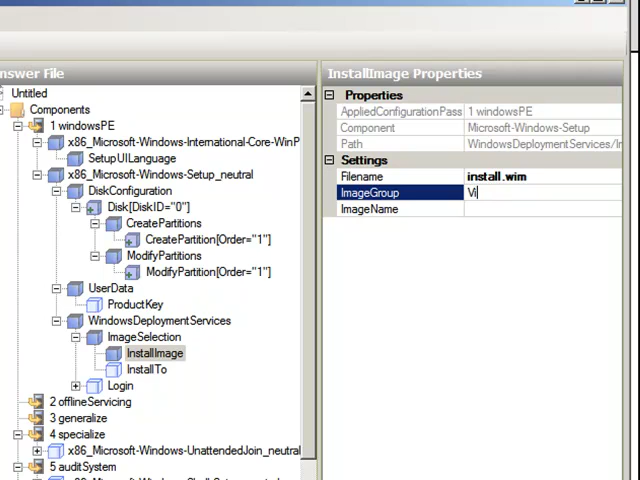 nswer File
Untitled
Components
1 windowsPE
x86_Microsoft-Windows-International-Core-WinP
SetupUILanguage
x86_Microsoft-Windows-Setup_neutral
DiskConfiguration
Disk[DiskID="0"]
CreatePartitions
CreatePartition[Order="1"]
ModifyPartitions
ModifyPartition[Order="1"]
UserData
ProductKey
WindowsDeploymentServices
ImageSelection
InstallImage
InstallTo
Login
2 offlineServicing
3 generalize
4 specialize
x86_Microsoft-Windows-UnattendedJoin_neutral
5 auditSystem
InstallImage Properties
Properties
AppliedConfigurationPass 1 windowsPE
Component Microsoft-Windows-Setup
Path WindowsDeploymentServices/Ir
Settings
Filename install.wim
ImageGroup Vi
ImageName